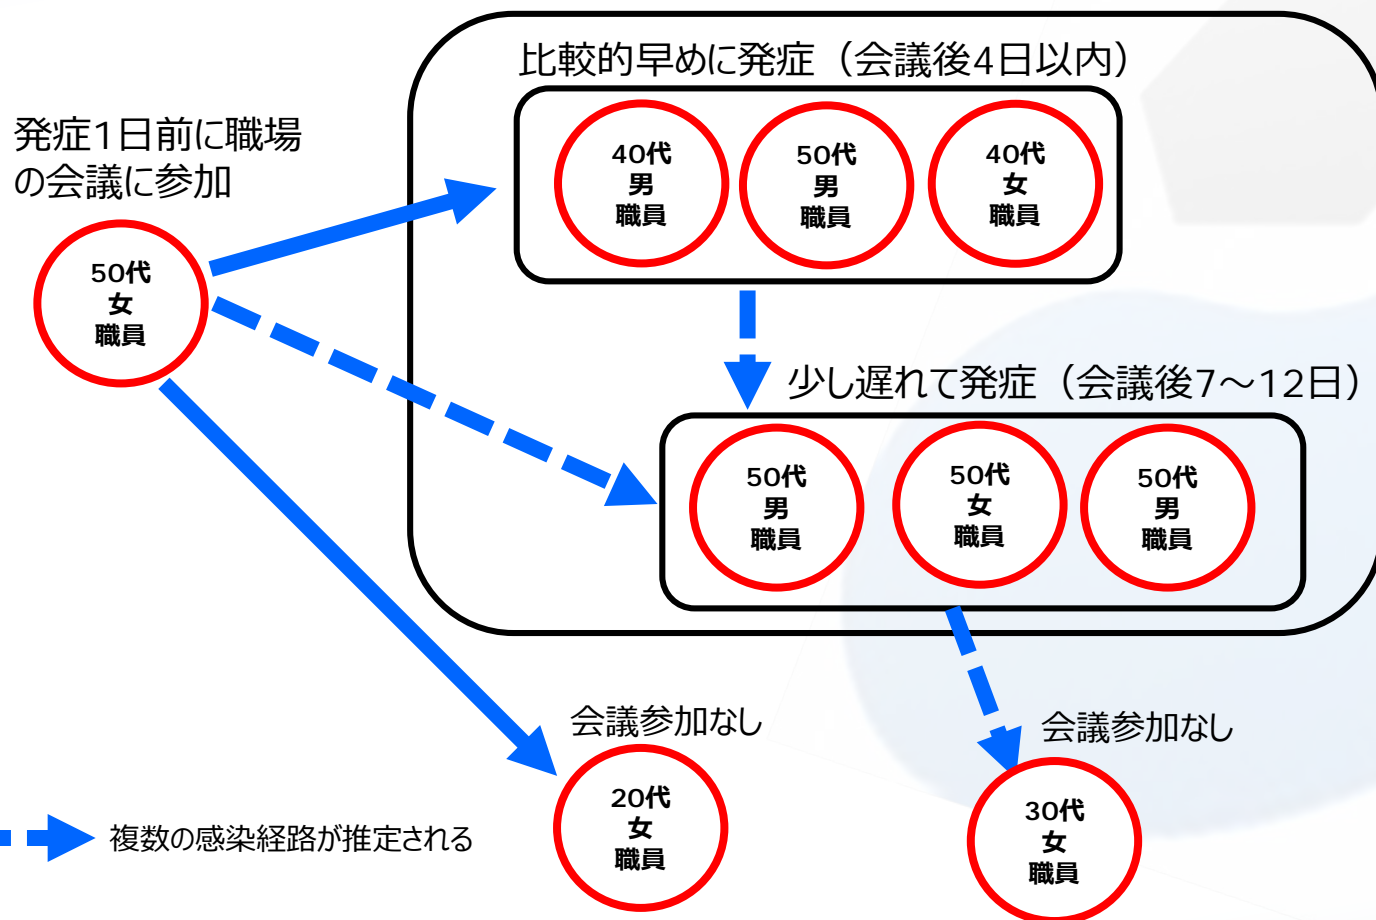 比較的早めに発症（会議後4日以内）
発症1日前に職場
の会議に参加
40代
男
職員
50代
男
職員
40代
女
職員
50代
女
職員
少し遅れて発症（会議後7～12日）
50代
男
職員
50代
女
職員
50代
男
職員
会議参加なし
20代
女
職員
会議参加なし
30代
女
職員
複数の感染経路が推定される